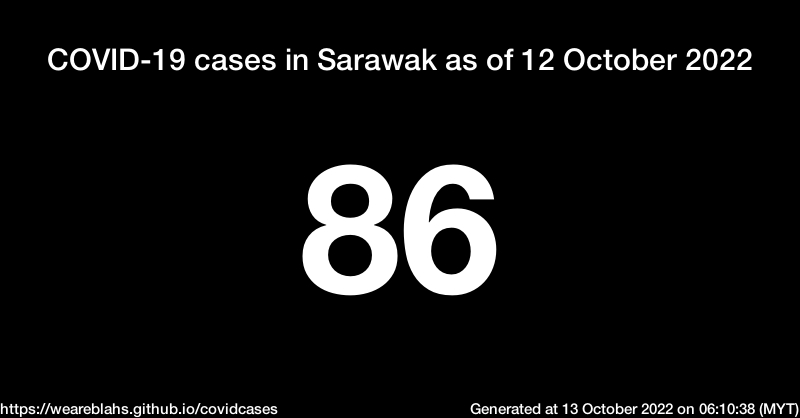 COVID-19 cases in Sarawak as of 12 October 2022
86
https://weareblahs.github.io/covidcases
Generated at 13 October 2022 on 06:10:38 (MYT)